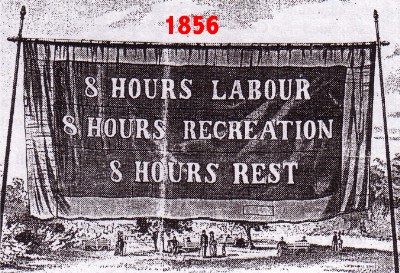 1856
8 HOURS LABOUR
8 HOURS RECREATION
8 HOURS REST